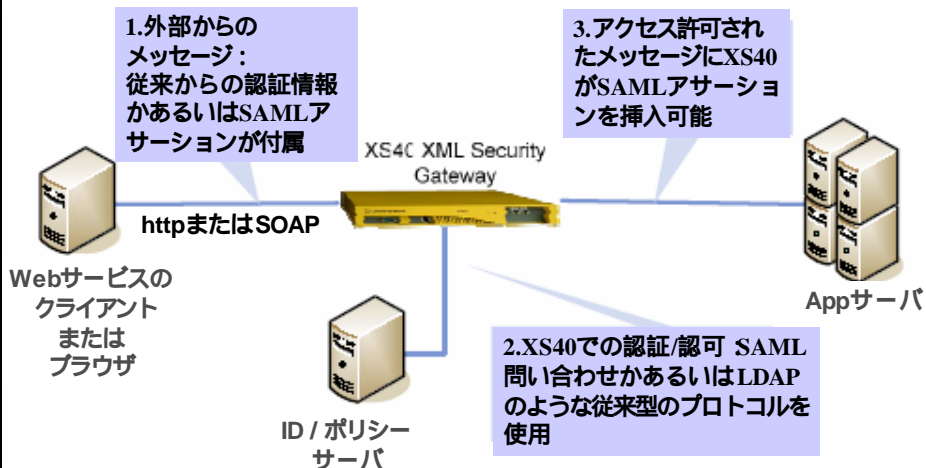 1.外部からの
メッセージ:
従来からの認証情報
かあるいはSAMLア
サーションが付属
3.アクセス許可され
たメッセージにXS40
がSAMLアサーショ
ンを挿入可能
XS40 XML Security
Gateway
httpまたはSOAP
Webサービスの
クライアント
または
ブラウザ
Appサーバ
2.XS40での認証/認可 SAML
問い合わせかあるいはLDAP
のような従来型のプロトコルを
使用
ID / ポリシー
サーバ